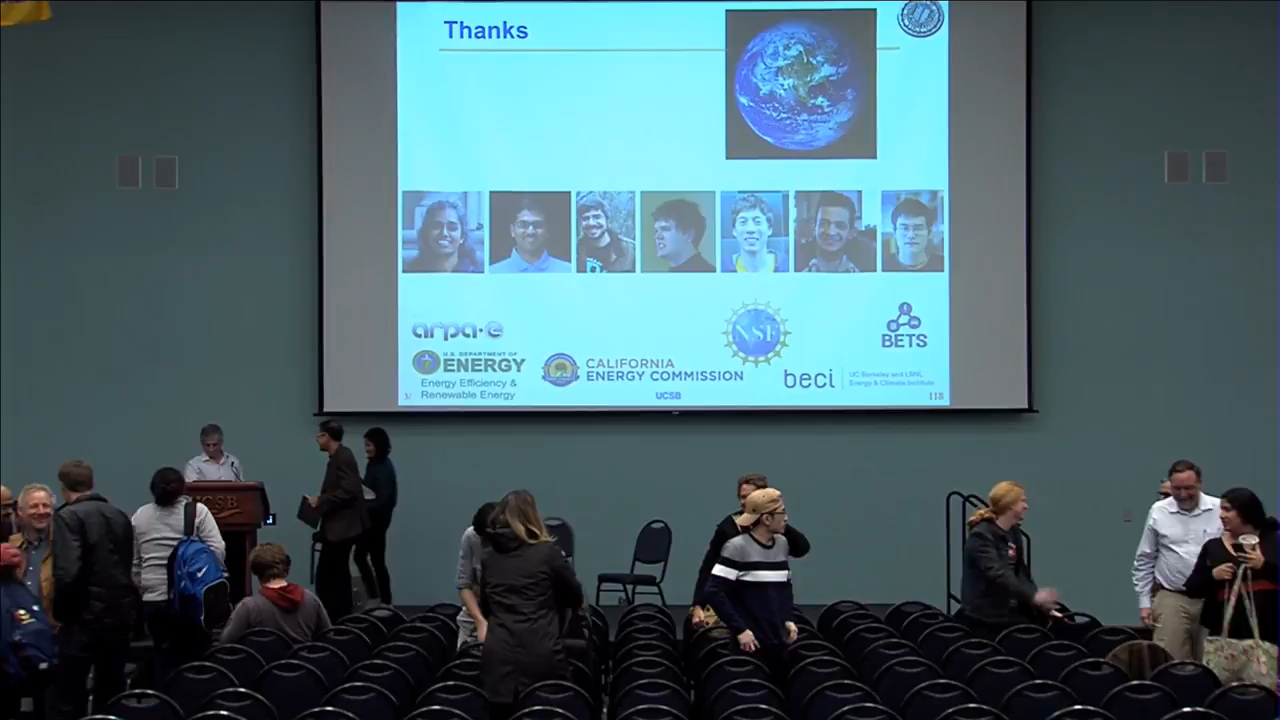 Thanks
arpa·e
U.S. DEPARTMENT OF
ENERGY
Energy Efficiency &
Renewable Energy
CALIFORNIA
ENERGY COMMISSION
NSF
BETS
beci
UC Berkeley and LBNL
Energy & Climate Institute
UCSB
118
UCSB